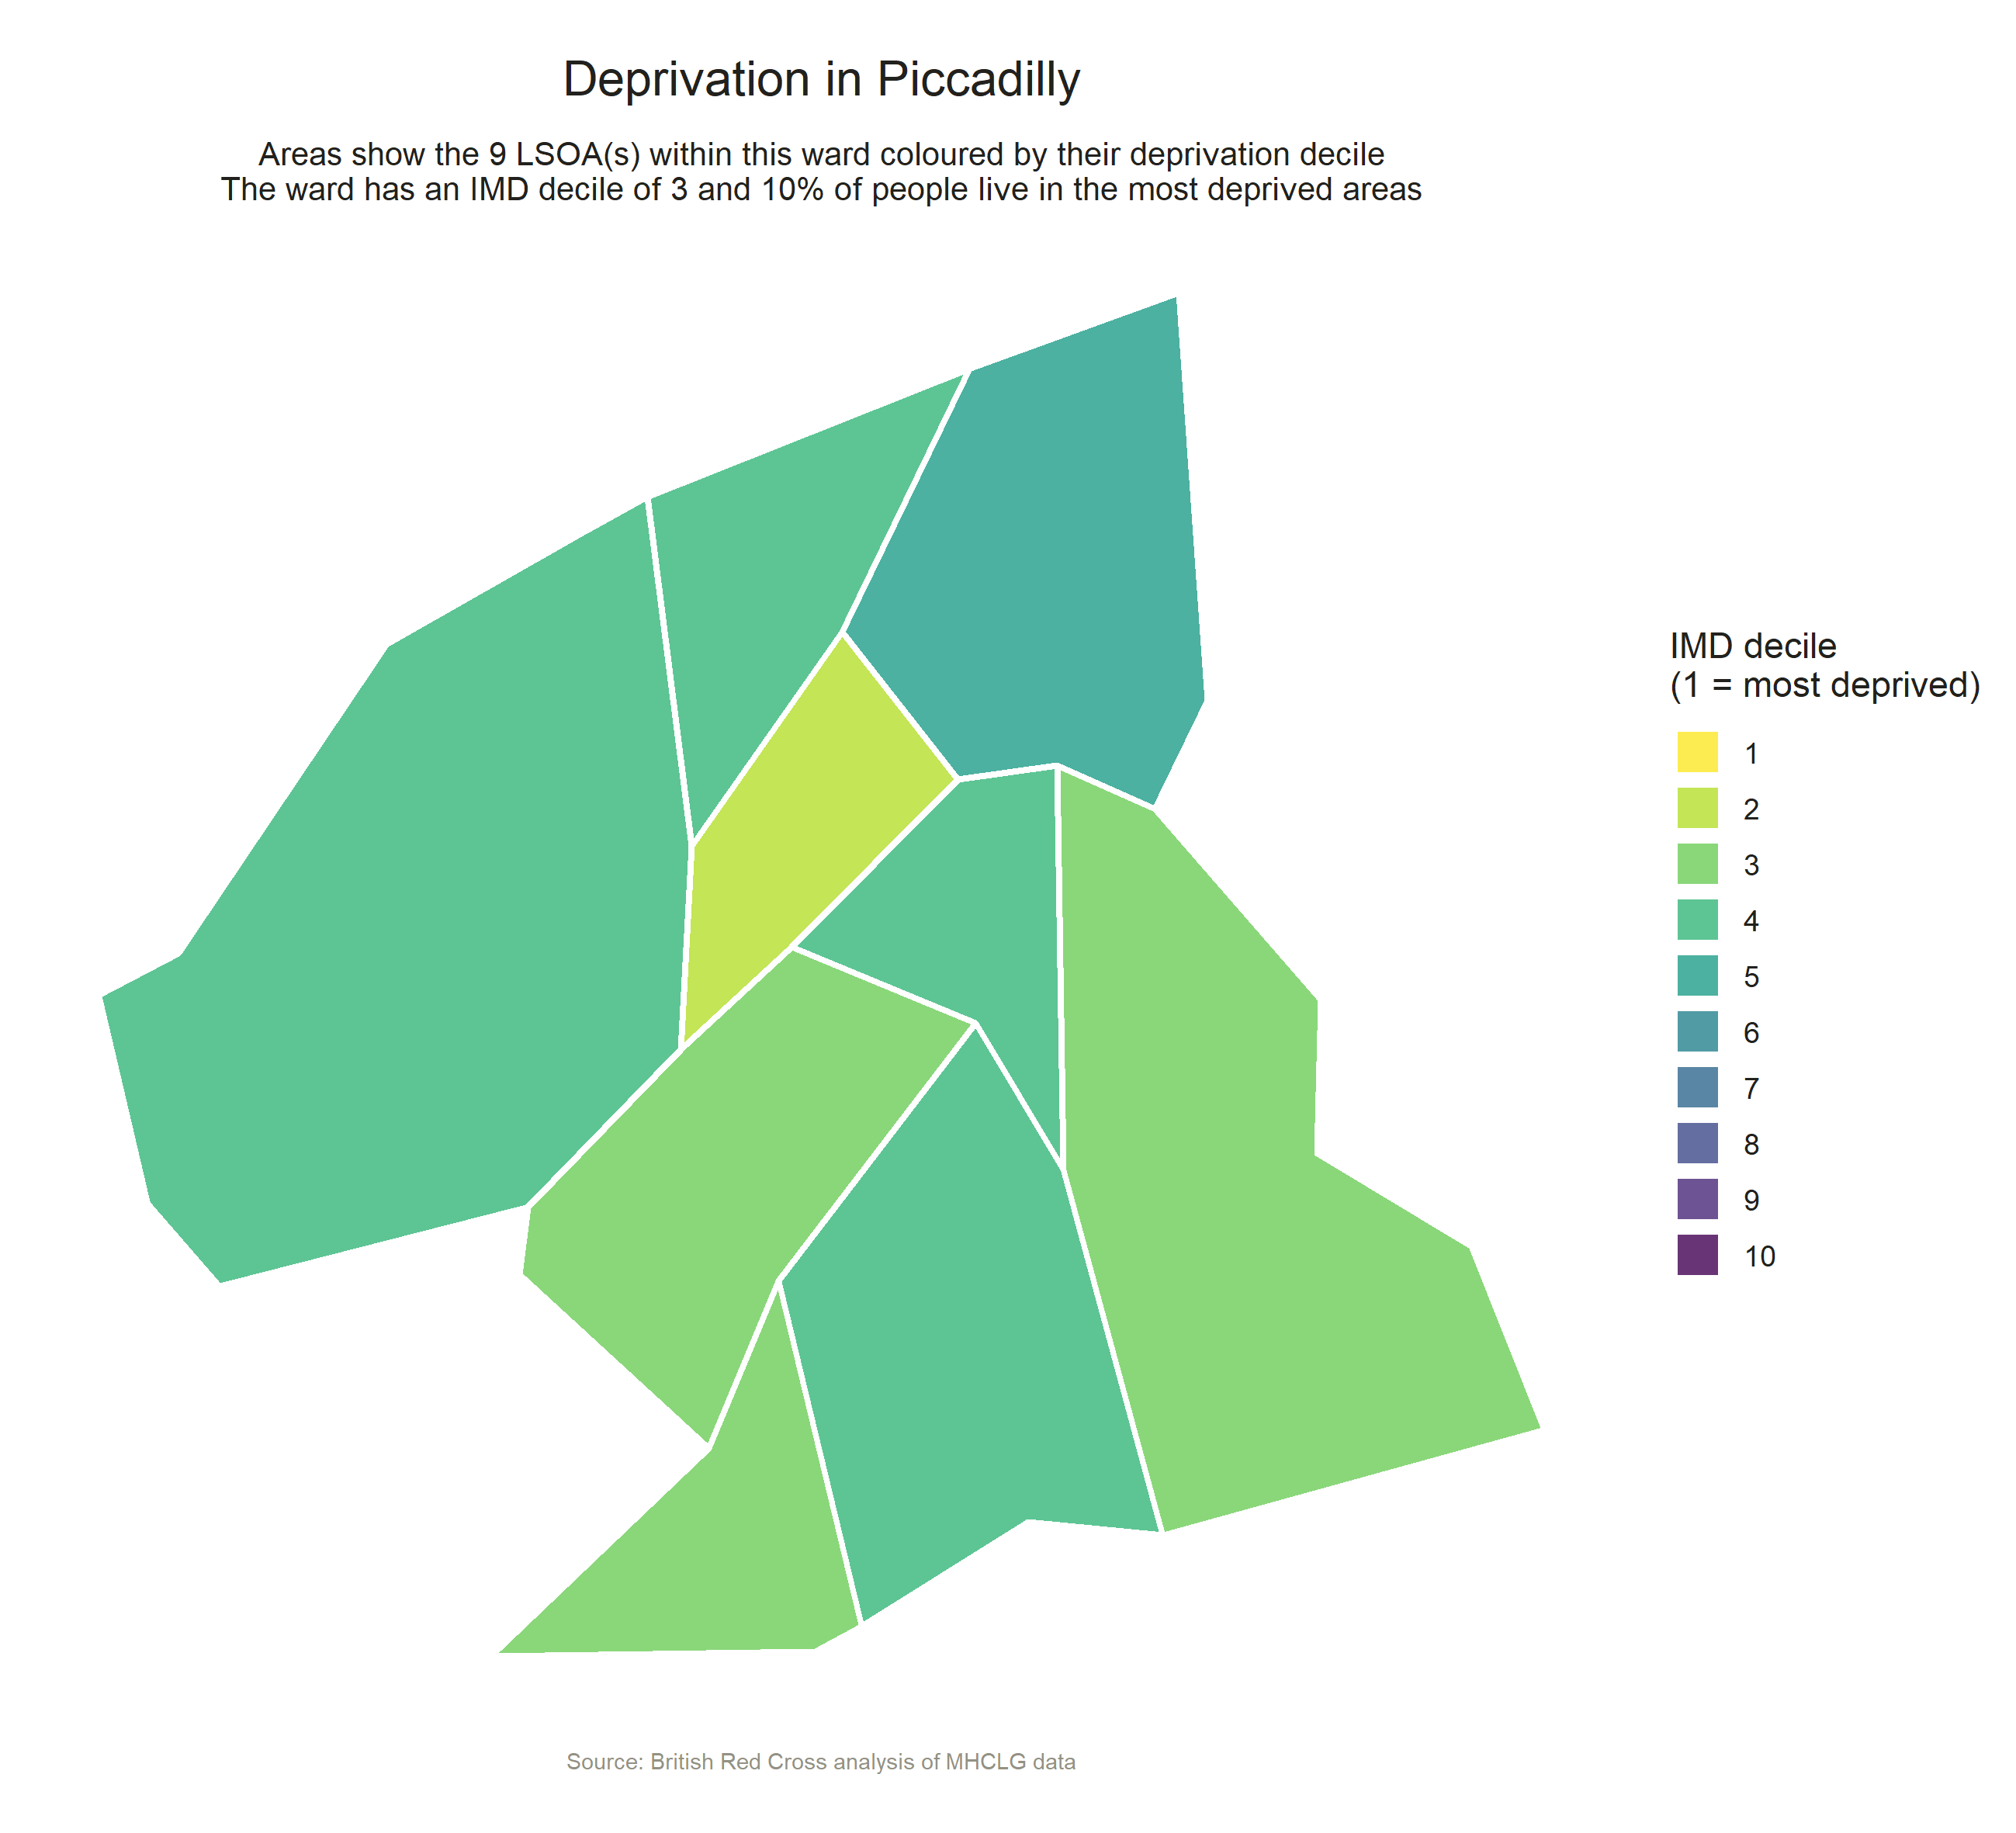 Deprivation in Piccadilly
Areas show the 9 LSOA(s) within this ward coloured by their deprivation decile
The ward has an IMD decile of 3 and 10% of people live in the most deprived areas
IMD decile
(1 = most deprived)
1
2
3
4
5
6
7
8
9
10
Source: British Red Cross analysis of MHCLG data